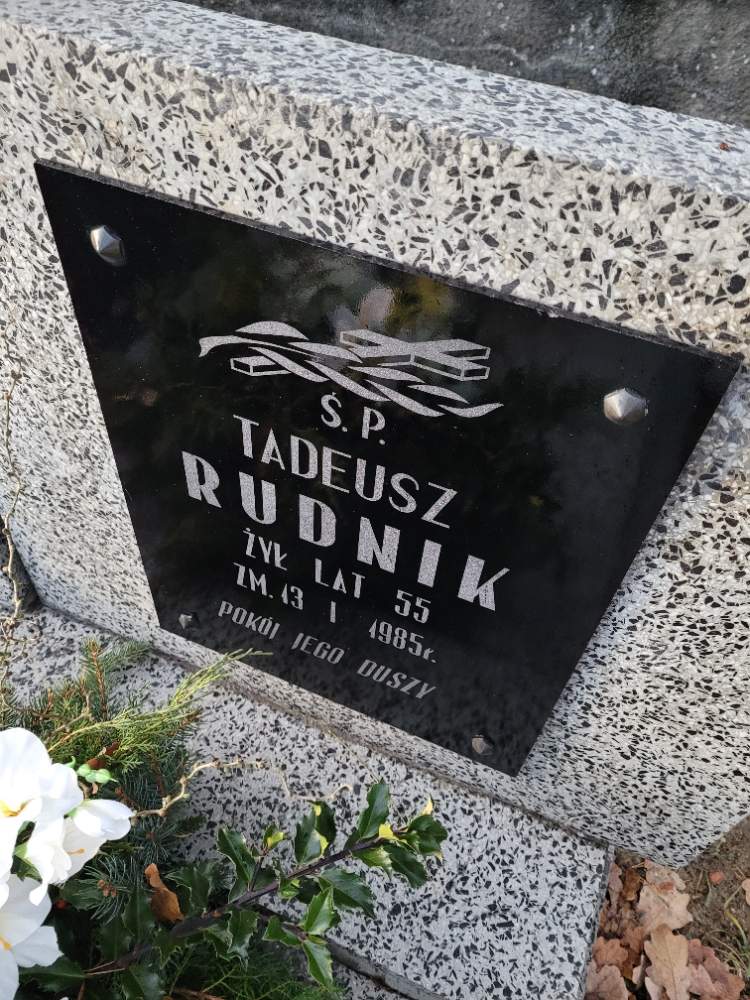 Ś. P.
TADEUSZ
RUDNIK
ŻYŁ LAT 55
ZM. 13 I 1985r.
POKÓJ JEGO DUSZY